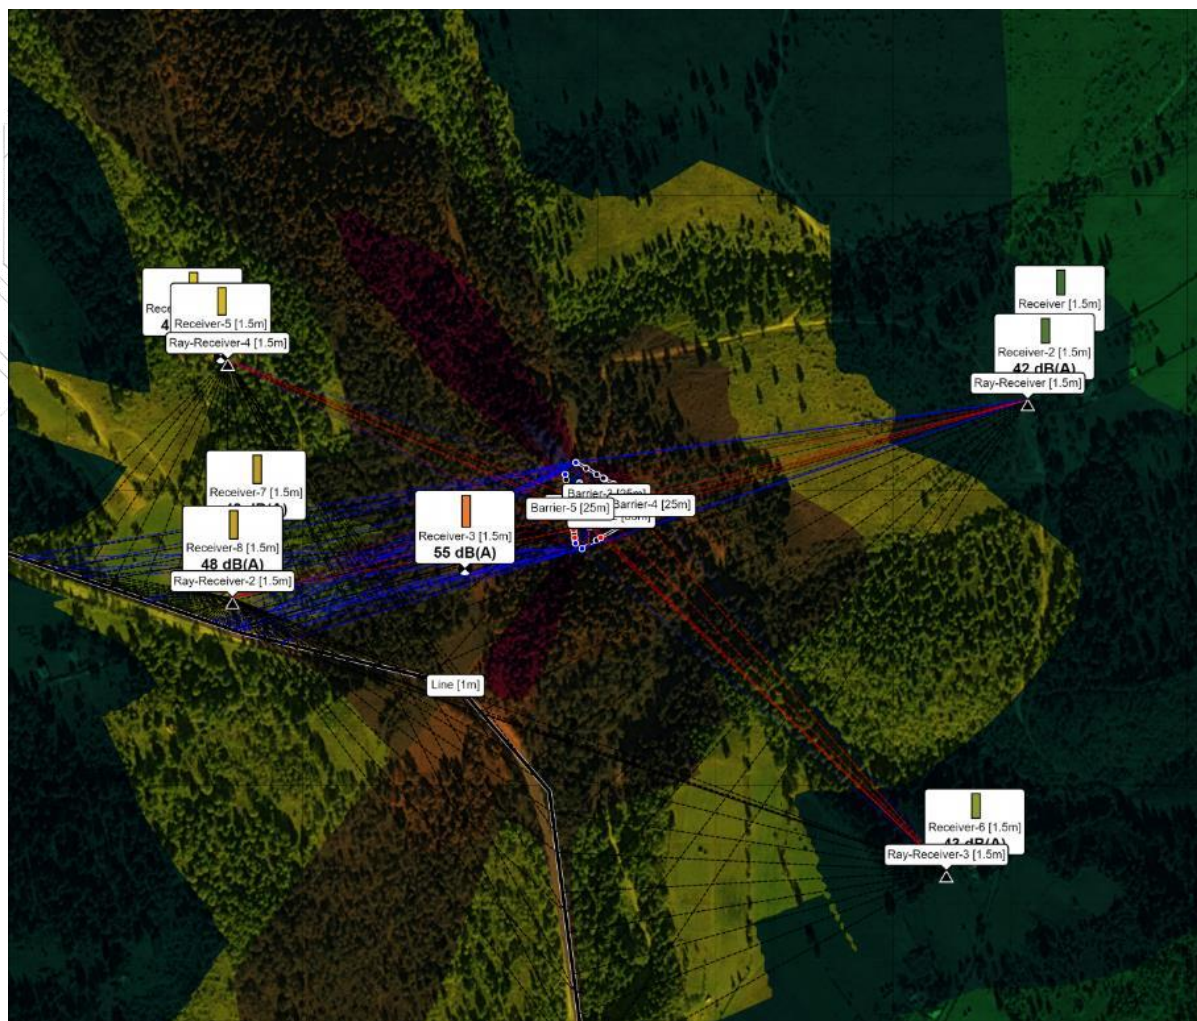 Receiver [1.5m]
Receiver-5 [1.5m]
Ray-Receiver-4 [1.5m]
Receiver-2 [1.5m]
42 dB(A)
Ray-Receiver [1.5m]
Receiver-7 [1.5m]
Receiver-3 [1.5m]
55 dB(A)
Barrier-5 [25m]
Barrier-4 [25m]
Receiver-8 [1.5m]
48 dB(A)
Ray-Receiver-2 [1.5m]
Line [1m]
Receiver-6 [1.5m]
43 dB(A)
Ray-Receiver-3 [1.5m]